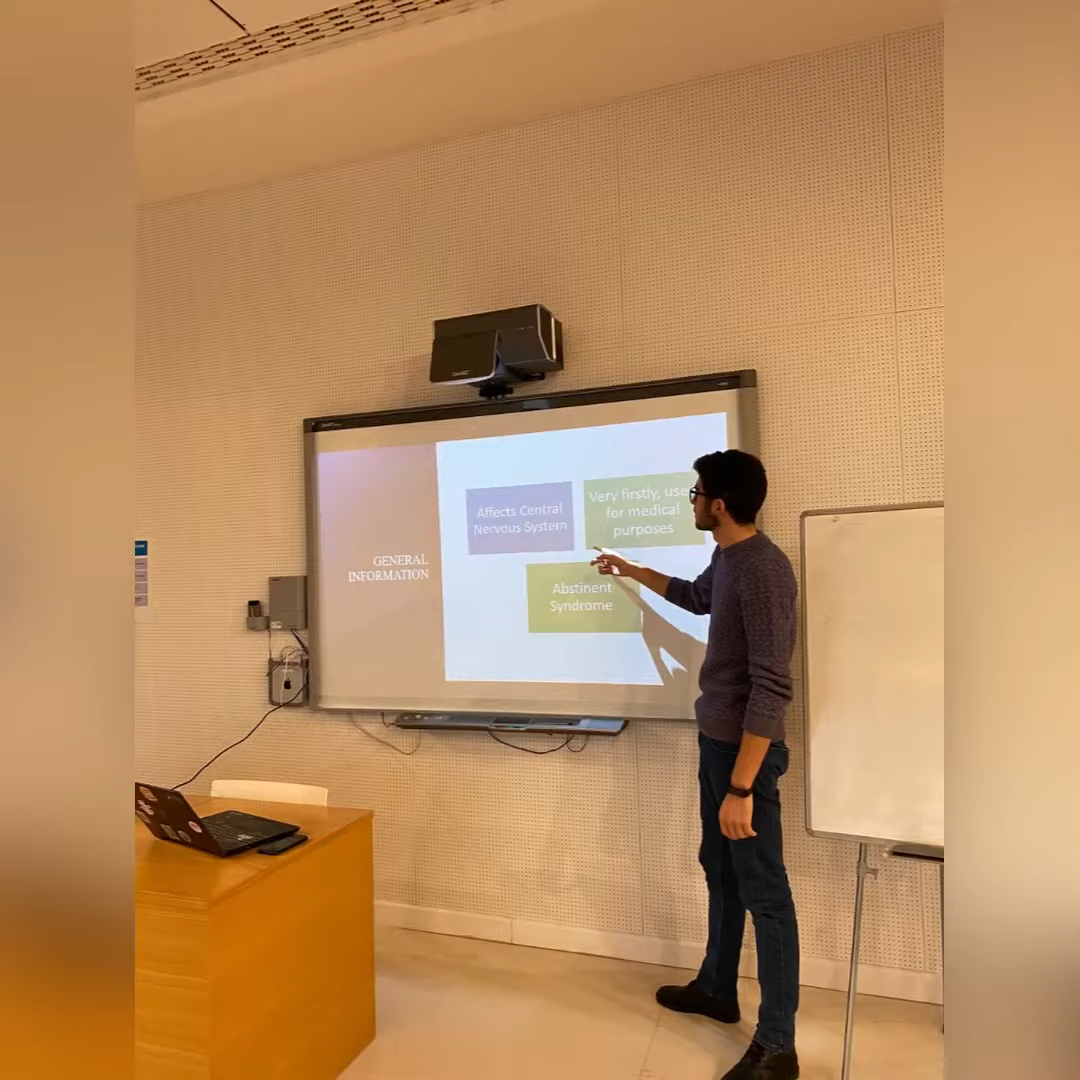 GENERAL
INFORMATION
Affects Central
Nervous System
Very firstly, use
for medical
purposes
Abstinent
Syndrome